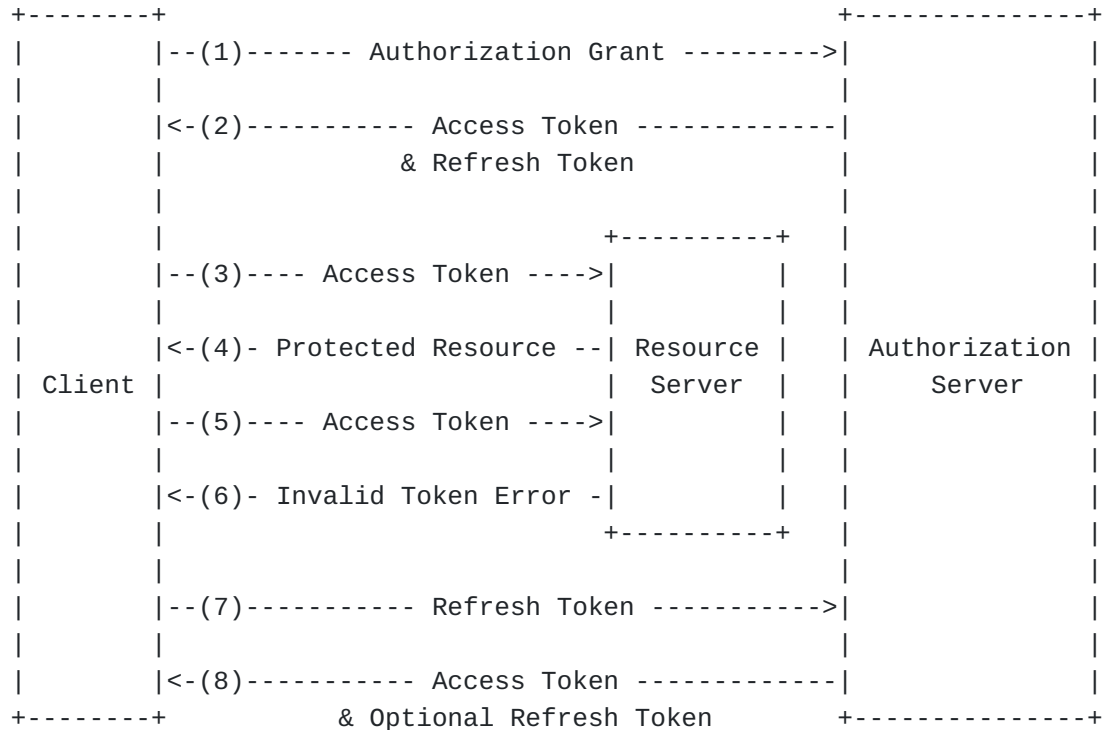 (1) Authorization Grant
(2) Access Token
& Refresh Token
(3) Access Token
(4) Protected Resource Resource Authorization
Client Server Server
(5) Access Token
(6) Invalid Token Error
(7) Refresh Token
(8) Access Token
& Optional Refresh Token